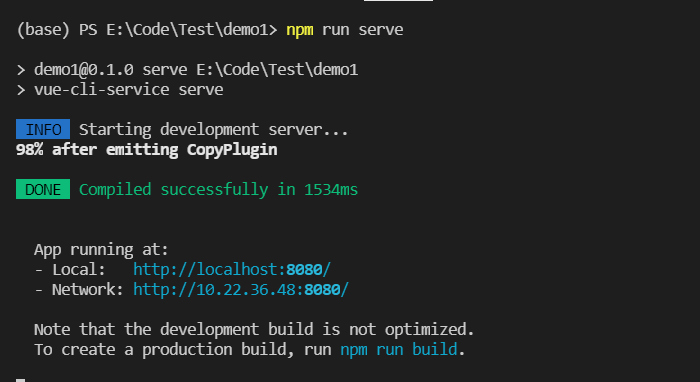 (base) PS E:\Code\Test\demo1> npm run serve
> demo1@0.1.0 serve E:\Code\Test\demo1
> vue-cli-service serve
INFO Starting development server...
98% after emitting CopyPlugin
DONE Compiled successfully in 1534ms
App running at:
- Local: http://localhost:8080/
- Network: http://10.22.36.48:8080/
Note that the development build is not optimized.
To create a production build, run npm run build.